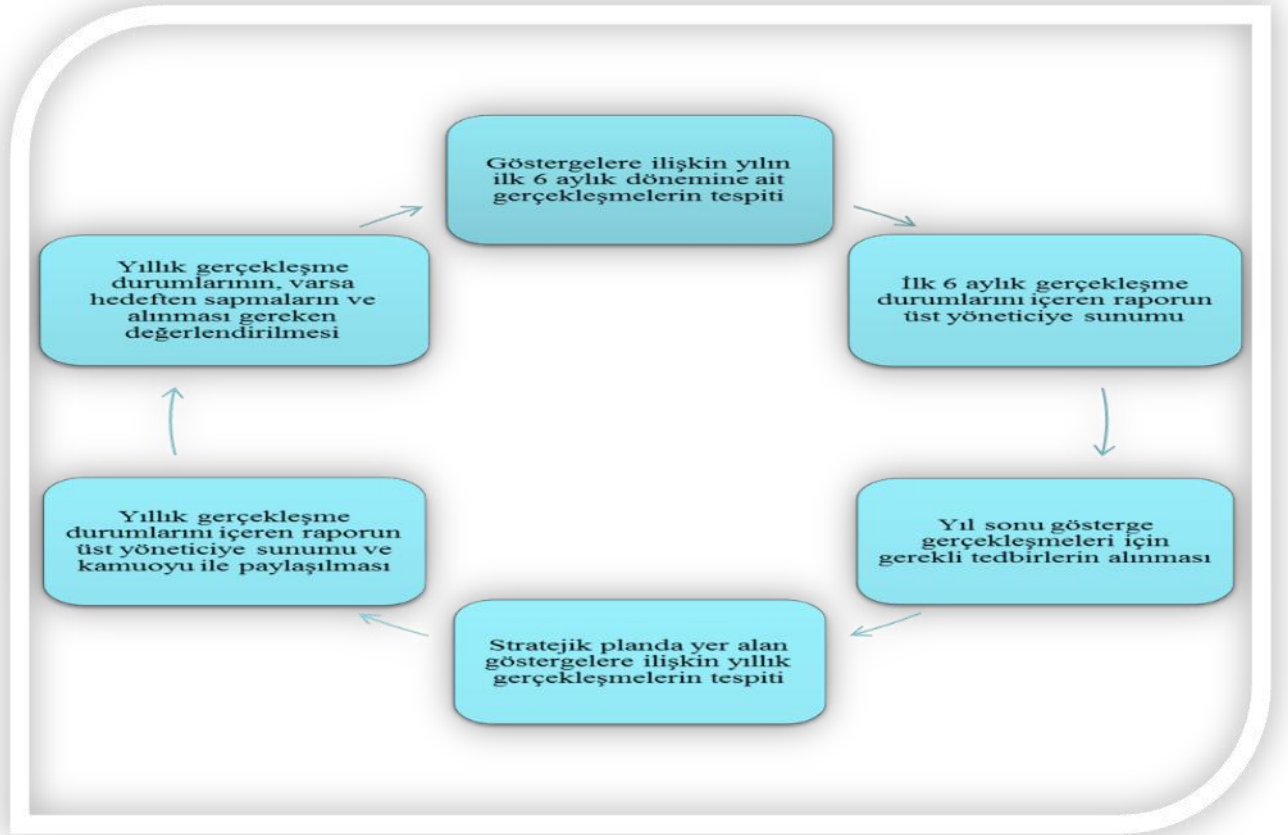 Göstergelere ilişkin yılın
ilk 6 aylık dönemine ait
gerçekleşmelerin tespiti
İlk 6 aylık gerçekleşme
durumlarını içeren raporun
üst yöneticiye sunumu
Yıl sonu gösterge
gerçekleşmeleri için
gerekli tedbirlerin alınması
Stratejik planda yer alan
göstergelere ilişkin yıllık
gerçekleşmelerin tespiti
Yıllık gerçekleşme
durumlarını içeren raporun
üst yöneticiye sunumu ve
kamuoyu ile paylaşılması
Yıllık gerçekleşme
durumlarının, varsa
hedeften sapmaların ve
alınması gereken
değerlendirilmesi